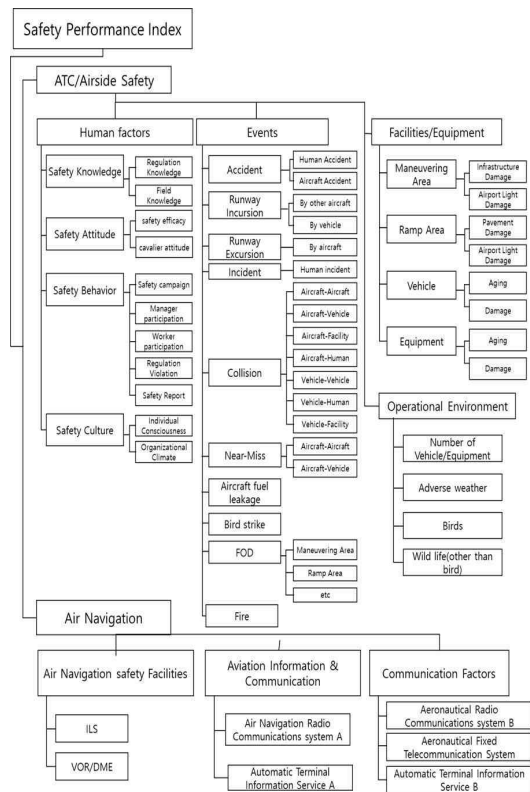 Safety Performance Index
ATC/Airside Safety
Human factors
Safety Knowledge
Regulation
Knowledge
Field
Knowledge
Safety Attitude
safety efficacy
cavalier attitude
Safety Behavior
Safety campaign
Manager
participation
Worker
participation
Regulation
Violation
Safety Report
Safety Culture
Individual
Consciousness
Organizational
Climate
Events
Accident
Human Accident
Aircraft Accident
Runway
Incursion
By other aircraft
By vehicle
Runway
Excursion
By aircraft
Incident
Human incident
Collision
Aircraft-Aircraft
Aircraft-Vehicle
Aircraft-Facility
Aircraft-Human
Vehicle-Vehicle
Vehicle-Human
Vehicle-Facility
Near-Miss
Aircraft-Aircraft
Aircraft-Vehicle
Aircraft fuel
leakage
Bird strike
FOD
Maneuvering Area
Ramp Area
etc
Fire
Facilities/Equipment
Maneuvering
Area
Infrastructure
Damage
Airport Light
Damage
Ramp Area
Pavement
Damage
Airport Light
Damage
Vehicle
Aging
Damage
Equipment
Aging
Damage
Operational Environment
Number of
Vehicle/Equipment
Adverse weather
Birds
Wild life(other than
bird)
Air Navigation
Air Navigation safety Facilities
ILS
VOR/DME
Aviation Information &
Communication
Air Navigation Radio
Communications system A
Automatic Terminal
Information Service A
Communication Factors
Aeronautical Radio
Communications system B
Aeronautical Fixed
Telecommunication System
Automatic Terminal Information
Service B